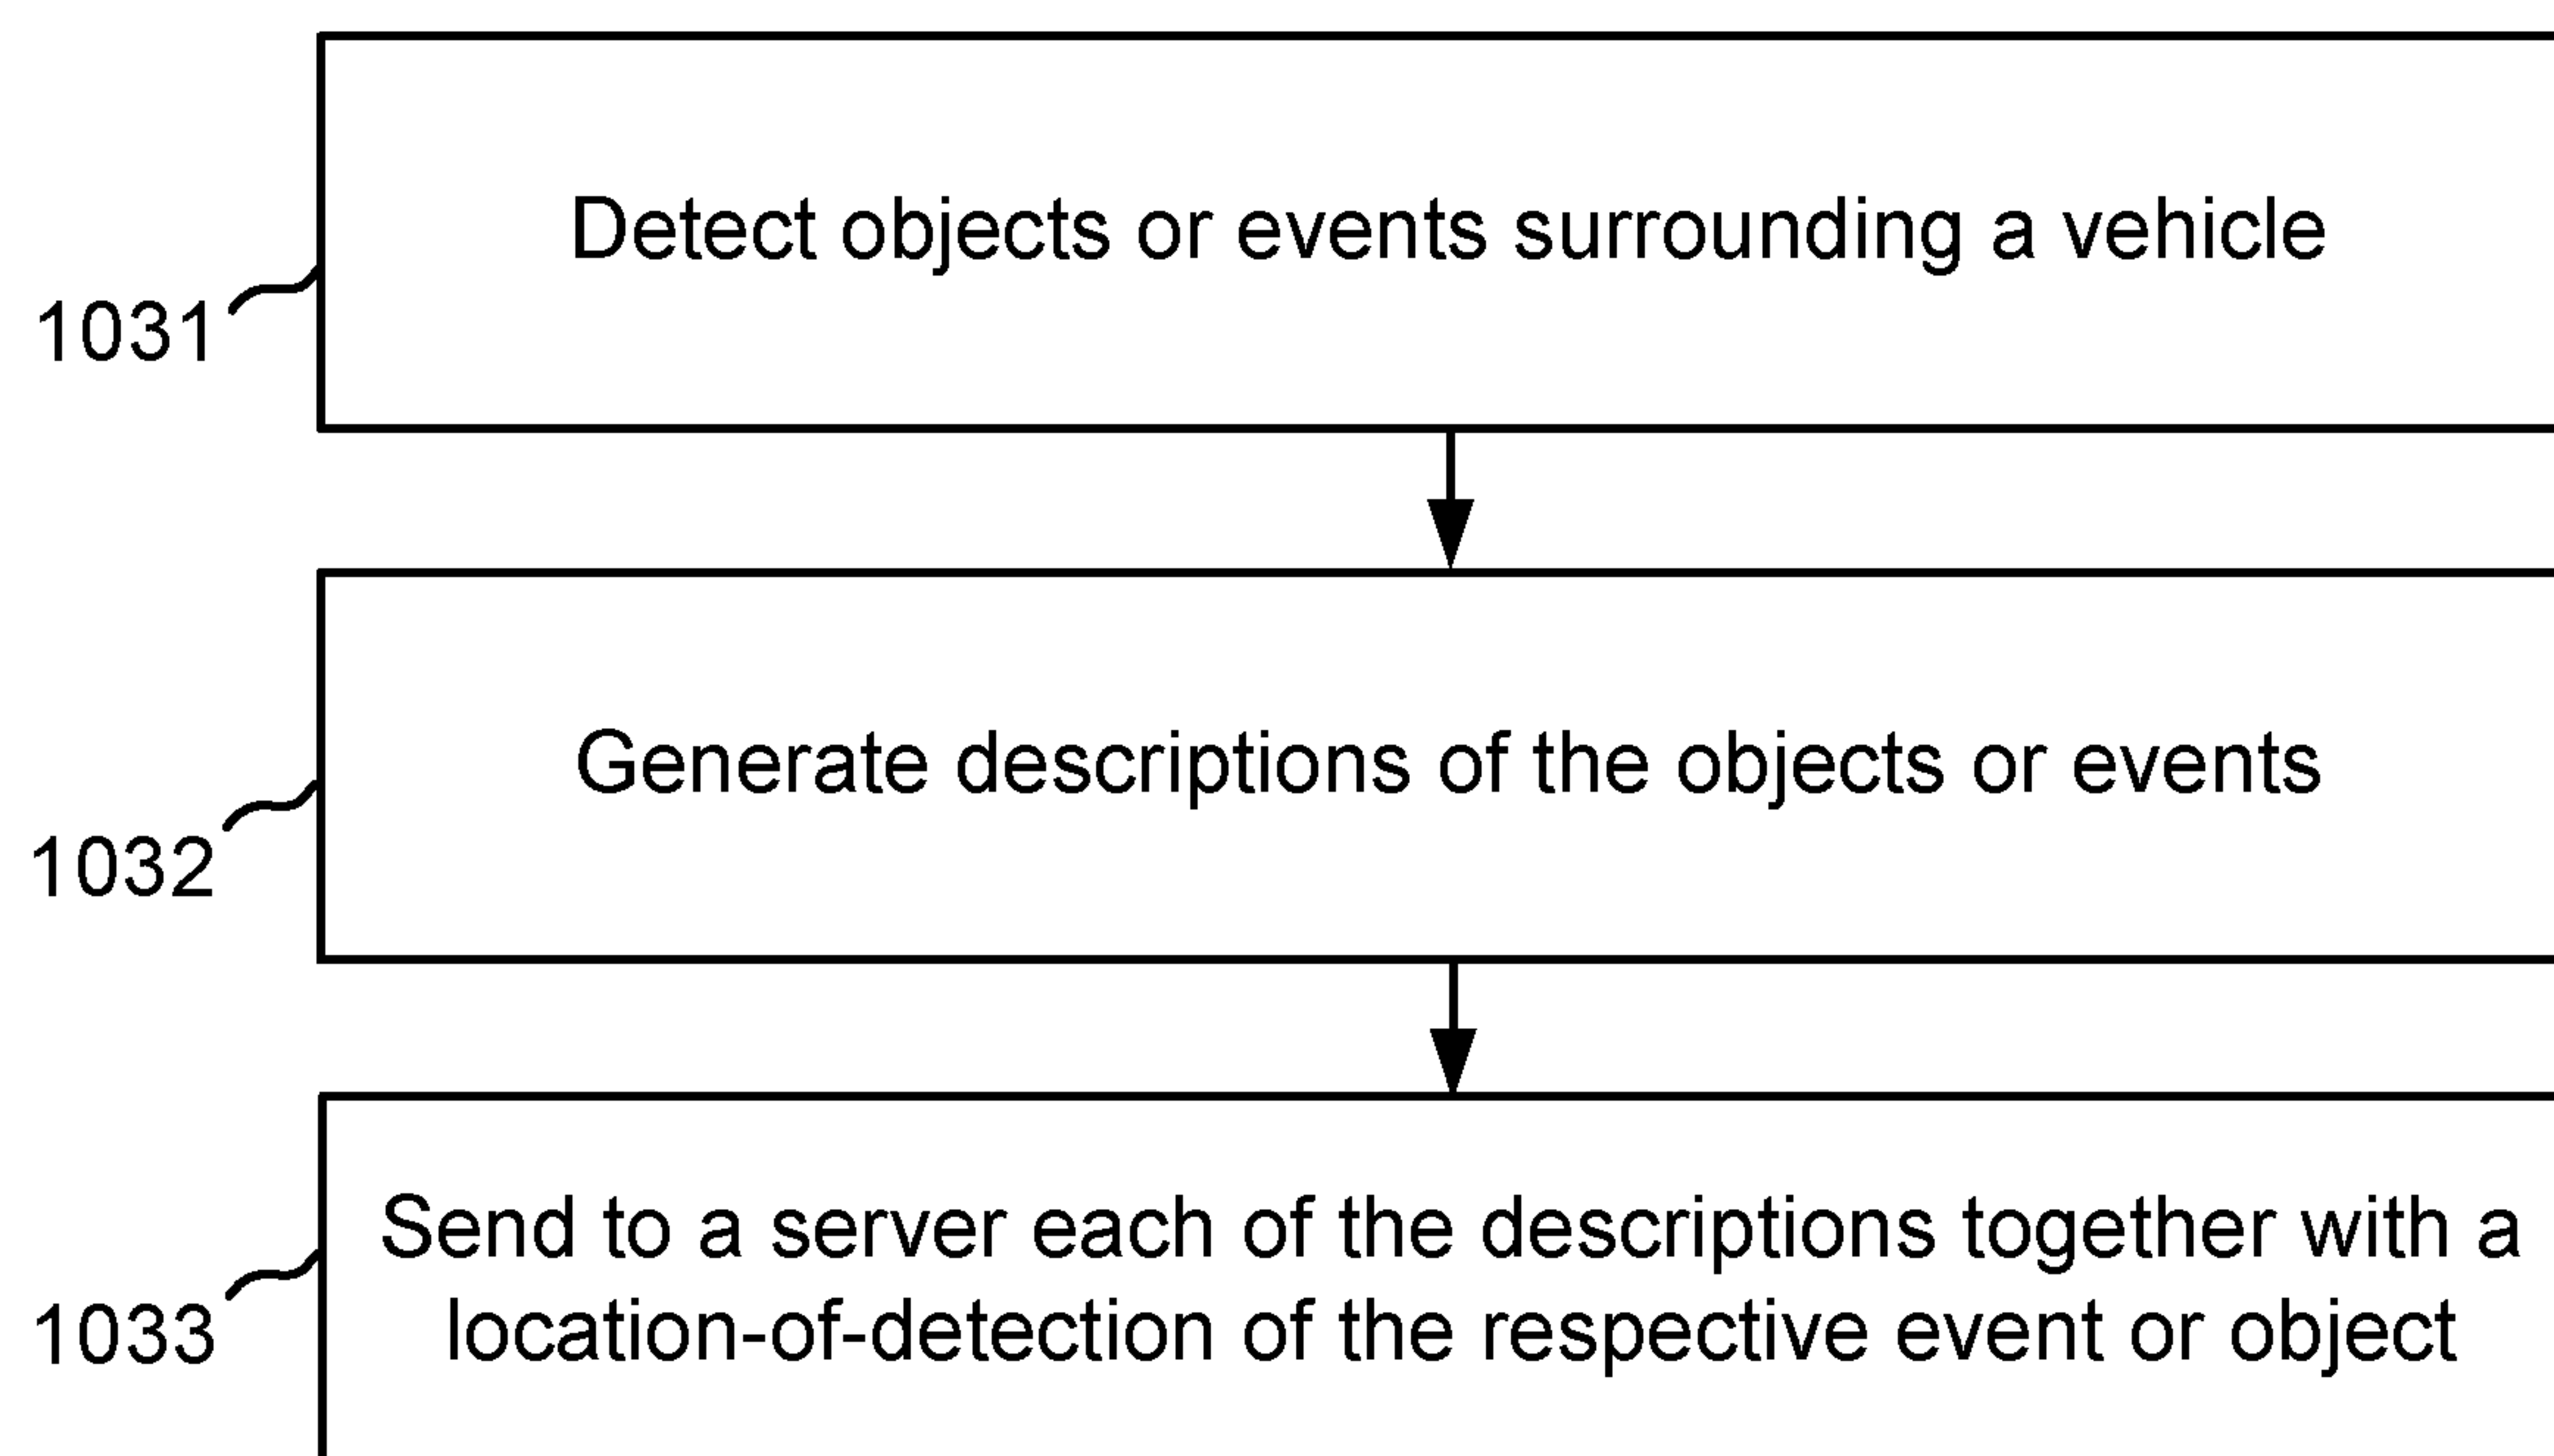 Detect objects or events surrounding a vehicle
1031
Generate descriptions of the objects or events
1032
Send to a server each of the descriptions together with a
location-of-detection of the respective event or object
1033